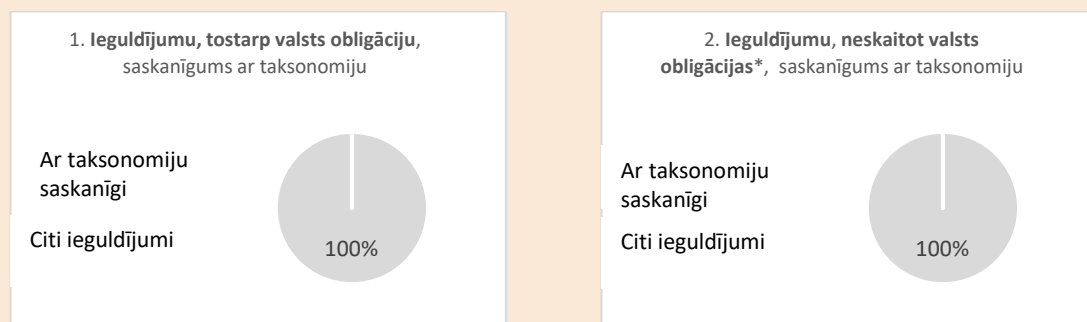 1. Ieguldījumu, tostarp valsts obligāciju,
saskanīgums ar taksonomiju
Ar taksonomiju
saskanīgi
Citi ieguldījumi
100%
2. Ieguldījumu, neskaitot valsts
obligācijas*, saskanīgums ar taksonomiju
Ar taksonomiju
saskanīgi
Citi ieguldījumi
100%